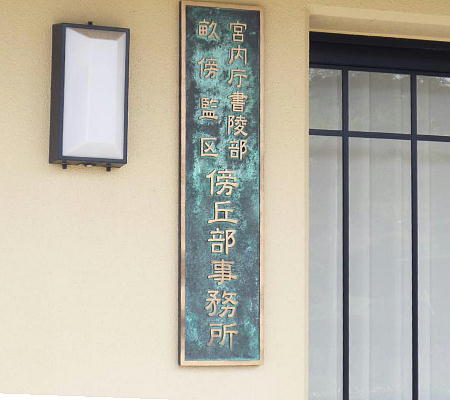 宮内庁書陵部
畝傍監区
傍丘部事務所